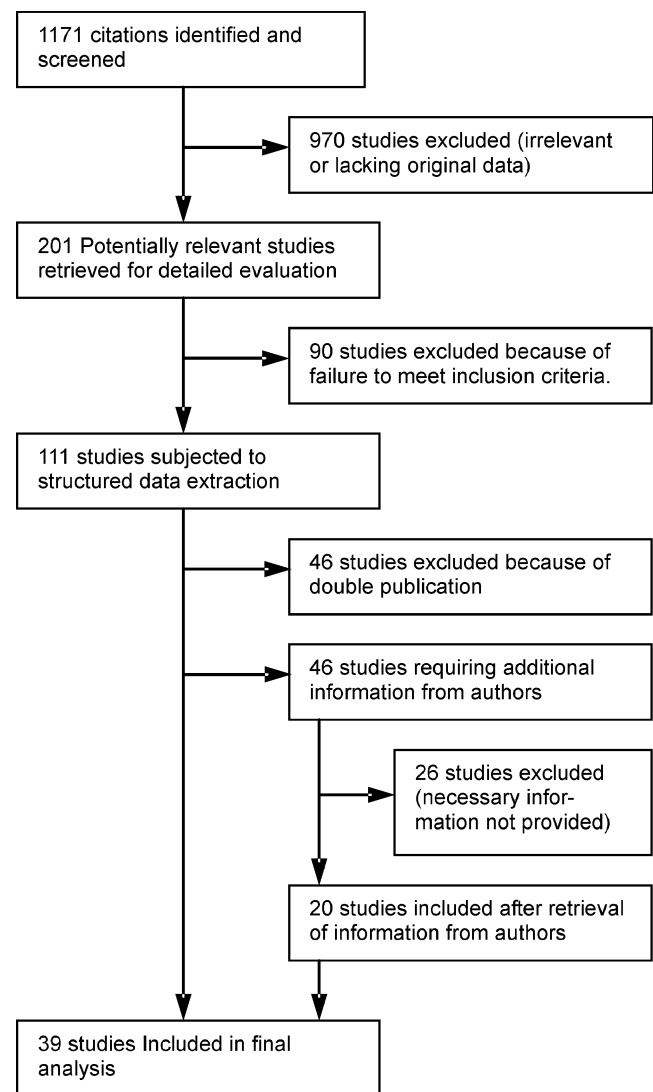 1171 citations identified and
screened
970 studies excluded (irrelevant
or lacking original data)
201 Potentially relevant studies
retrieved for detailed evaluation
90 studies excluded because of
failure to meet inclusion criteria.
111 studies subjected to
structured data extraction
46 studies excluded because of
double publication
46 studies requiring additional
information from authors
26 studies excluded
(necessary infor-
mation not provided)
20 studies included after retrieval
of information from authors
39 studies Included in final
analysis